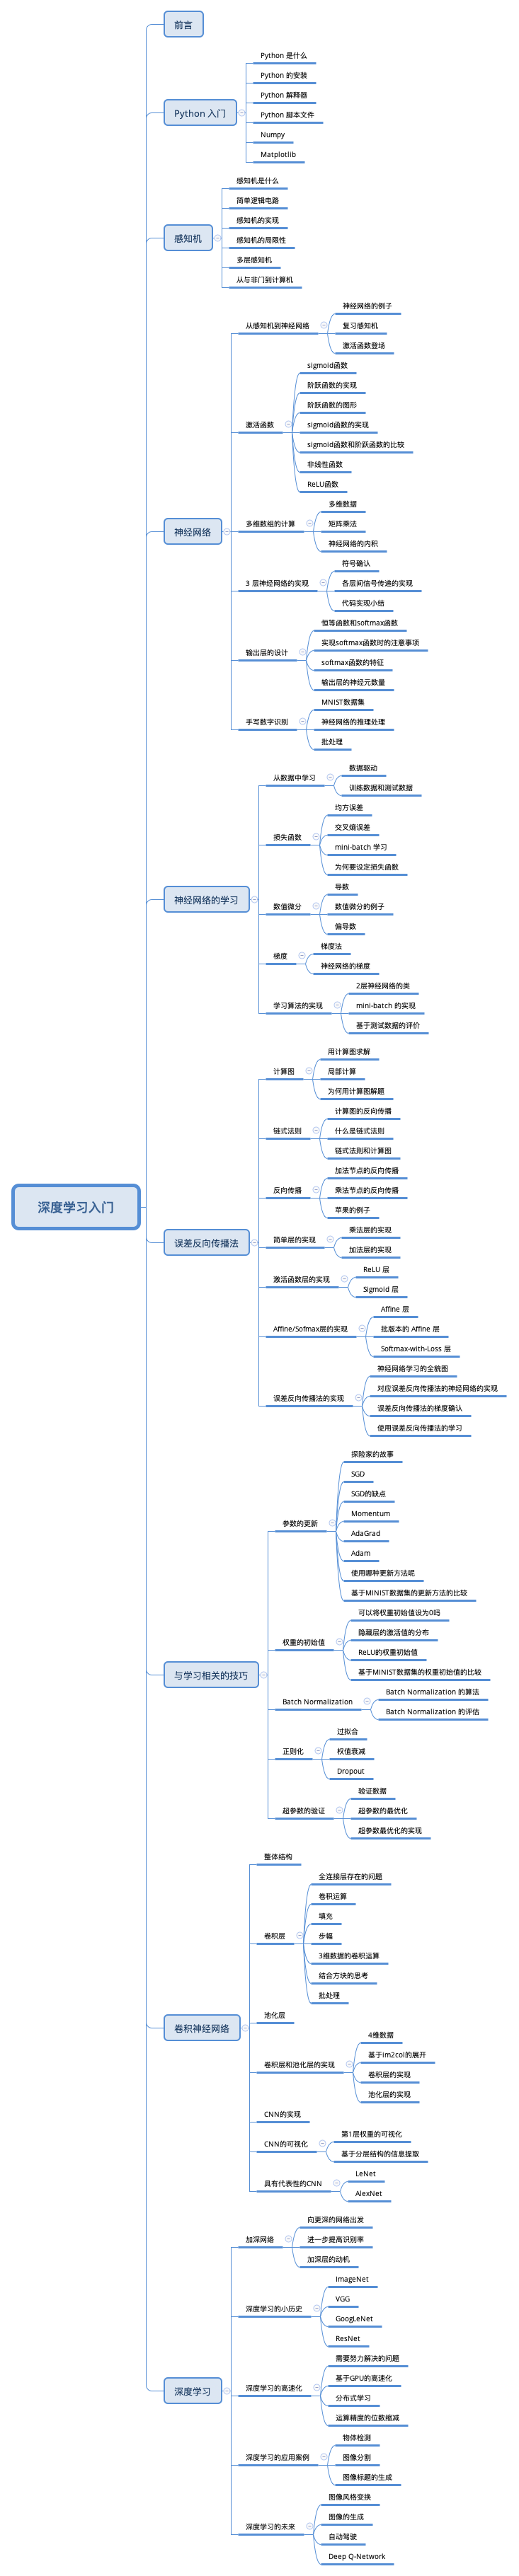 深度学习入门
前言
Python 入门
Python 是什么
Python 的安装
Python 解释器
Python 脚本文件
Numpy
Matplotlib
感知机
感知机是什么
简单逻辑电路
感知机的实现
感知机的局限性
多层感知机
从与非门到计算机
神经网络
从感知机到神经网络
神经网络的例子
复习感知机
激活函数登场
激活函数
sigmoid函数
阶跃函数的实现
阶跃函数的图形
sigmoid函数的实现
sigmoid函数和阶跃函数的比较
非线性函数
ReLU函数
多维数组的计算
多维数据
矩阵乘法
神经网络的内积
3 层神经网络的实现
符号确认
各层间信号传递的实现
代码实现小结
输出层的设计
恒等函数和softmax函数
实现softmax函数时的注意事项
softmax函数的特征
输出层的神经元数量
手写数字识别
MNIST数据集
神经网络的推理处理
批处理
神经网络的学习
从数据中学习
数据驱动
训练数据和测试数据
损失函数
均方误差
交叉熵误差
mini-batch 学习
为何要设定损失函数
数值微分
导数
数值微分的例子
偏导数
梯度
梯度法
神经网络的梯度
学习算法的实现
2层神经网络的类
mini-batch 的实现
基于测试数据的评价
误差反向传播法
计算图
用计算图求解
局部计算
为何用计算图解题
链式法则
计算图的反向传播
什么是链式法则
链式法则和计算图
反向传播
加法节点的反向传播
乘法节点的反向传播
苹果的例子
简单层的实现
乘法层的实现
加法层的实现
激活函数层的实现
ReLU 层
Sigmoid 层
Affine/Sofmax层的实现
Affine 层
批版本的 Affine 层
Softmax-with-Loss 层
误差反向传播法的实现
神经网络学习的全貌图
对应误差反向传播法的神经网络的实现
误差反向传播法的梯度确认
使用误差反向传播法的学习
与学习相关的技巧
参数的更新
探险家的故事
SGD
SGD的缺点
Momentum
AdaGrad
Adam
使用哪种更新方法呢
基于MINIST数据集的更新方法的比较
权重的初始值
可以将权重初始值设为0吗
隐藏层的激活值的分布
ReLU的权重初始值
基于MINIST数据集的权重初始值的比较
Batch Normalization
Batch Normalization 的算法
Batch Normalization 的评估
正则化
过拟合
权值衰减
Dropout
超参数的验证
验证数据
超参数的最优化
超参数最优化的实现
卷积神经网络
整体结构
卷积层
全连接层存在的问题
卷积运算
填充
步幅
3维数据的卷积运算
结合方块的思考
批处理
池化层
卷积层和池化层的实现
4维数据
基于im2col的展开
卷积层的实现
池化层的实现
CNN的实现
CNN的可视化
第1层权重的可视化
基于分层结构的信息提取
具有代表性的CNN
LeNet
AlexNet
深度学习
加深网络
向更深的网络出发
进一步提高识别率
加深层的动机
深度学习的小历史
ImageNet
VGG
GoogLeNet
ResNet
深度学习的高速化
需要努力解决的问题
基于GPU的高速化
分布式学习
运算精度的位数缩减
深度学习的应用案例
物体检测
图像分割
图像标题的生成
深度学习的未来
图像风格变换
图像的生成
自动驾驶
Deep Q-Network